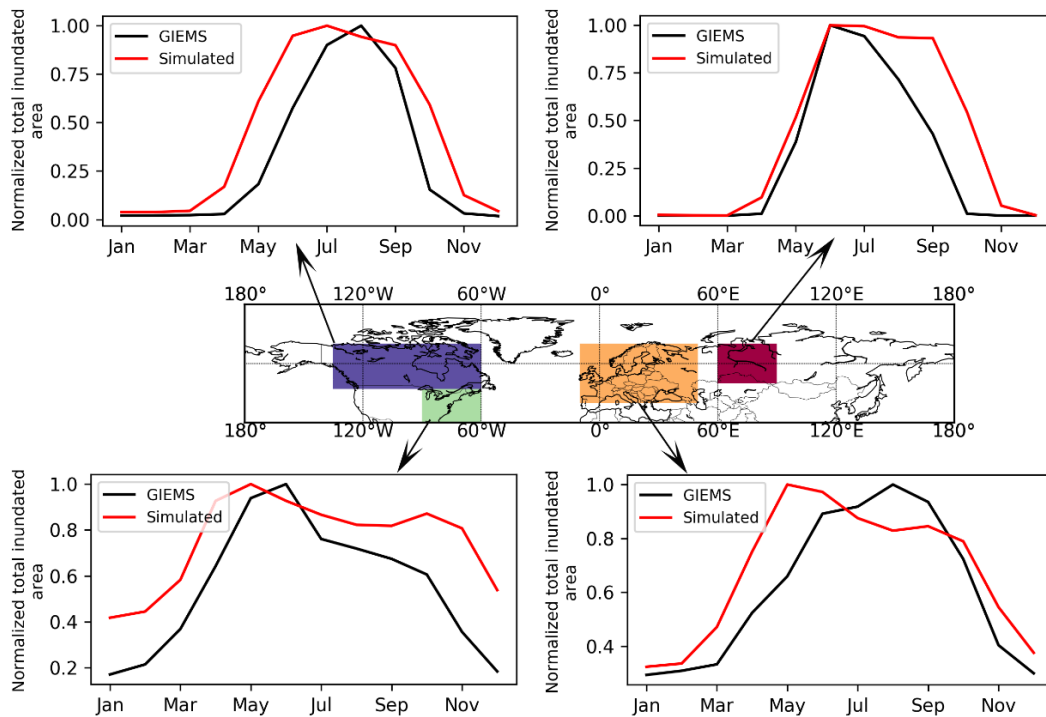 Normalized total inundated
area
1.00
0.75
0.50
0.25
0.00
GIEMS
Simulated
Jan Mar May Jul Sep Nov
Normalized total inundated
area
1.00
0.75
0.50
0.25
0.00
GIEMS
Simulated
Jan Mar May Jul Sep Nov
180° 120°W 60°W 0° 60°E 120°E 180°
180° 120°W 60°W 0° 60°E 120°E 180°
Normalized total inundated
area
1.0
0.8
0.6
0.4
0.2
GIEMS
Simulated
Jan Mar May Jul Sep Nov
Normalized total inundated
area
1.0
0.8
0.6
0.4
GIEMS
Simulated
Jan Mar May Jul Sep Nov